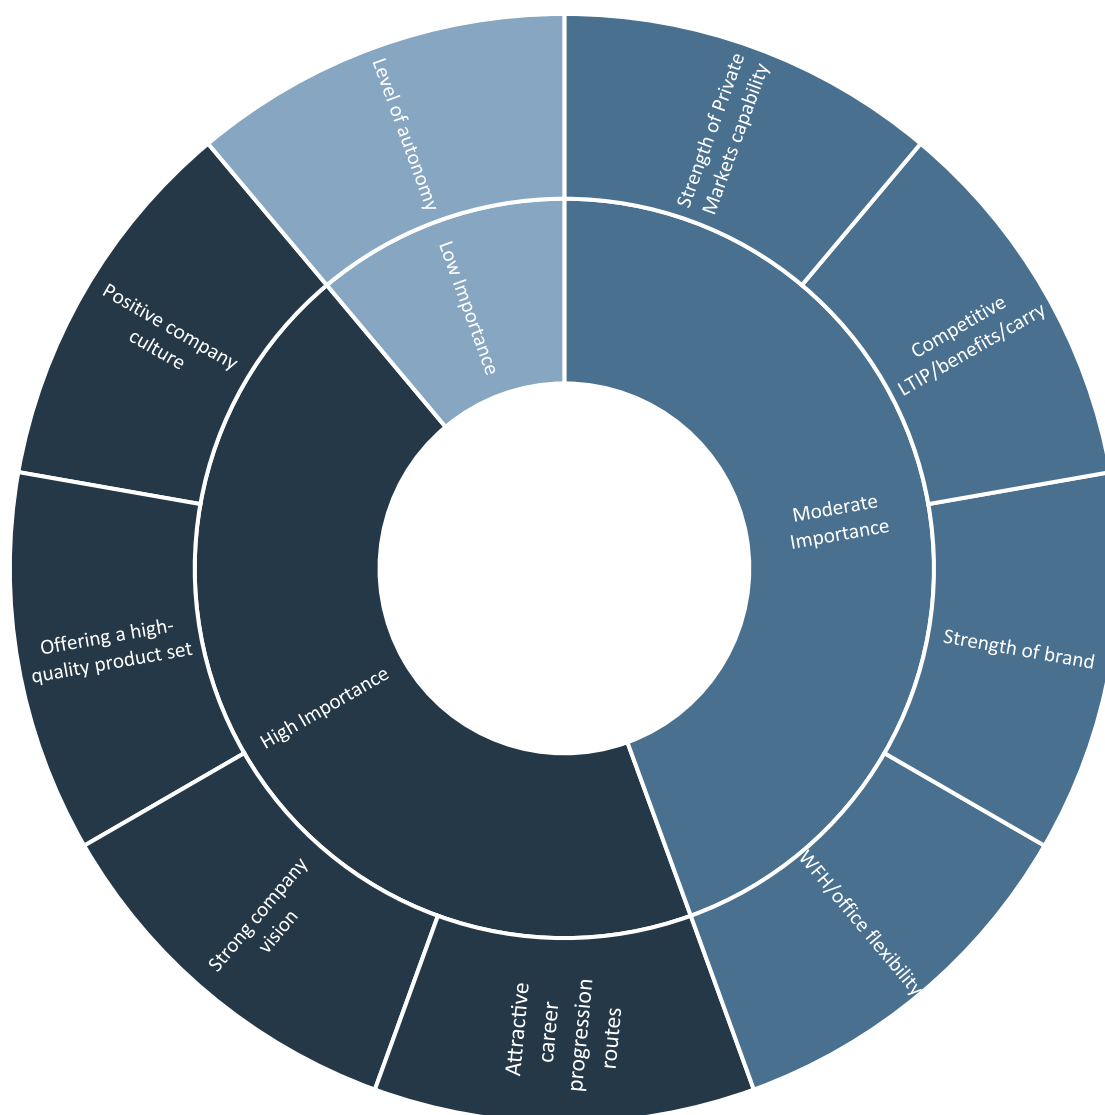 Strength of Private
Markets capability
Competitive
LTIP/benefits/carry
Strength of brand
WFH/office flexibility
Attractive
career
progression
routes
Strong company
vision
Offering a high-
quality product set
Positive company
culture
Level of autonomy
Moderate
Importance
High Importance
Low Importance